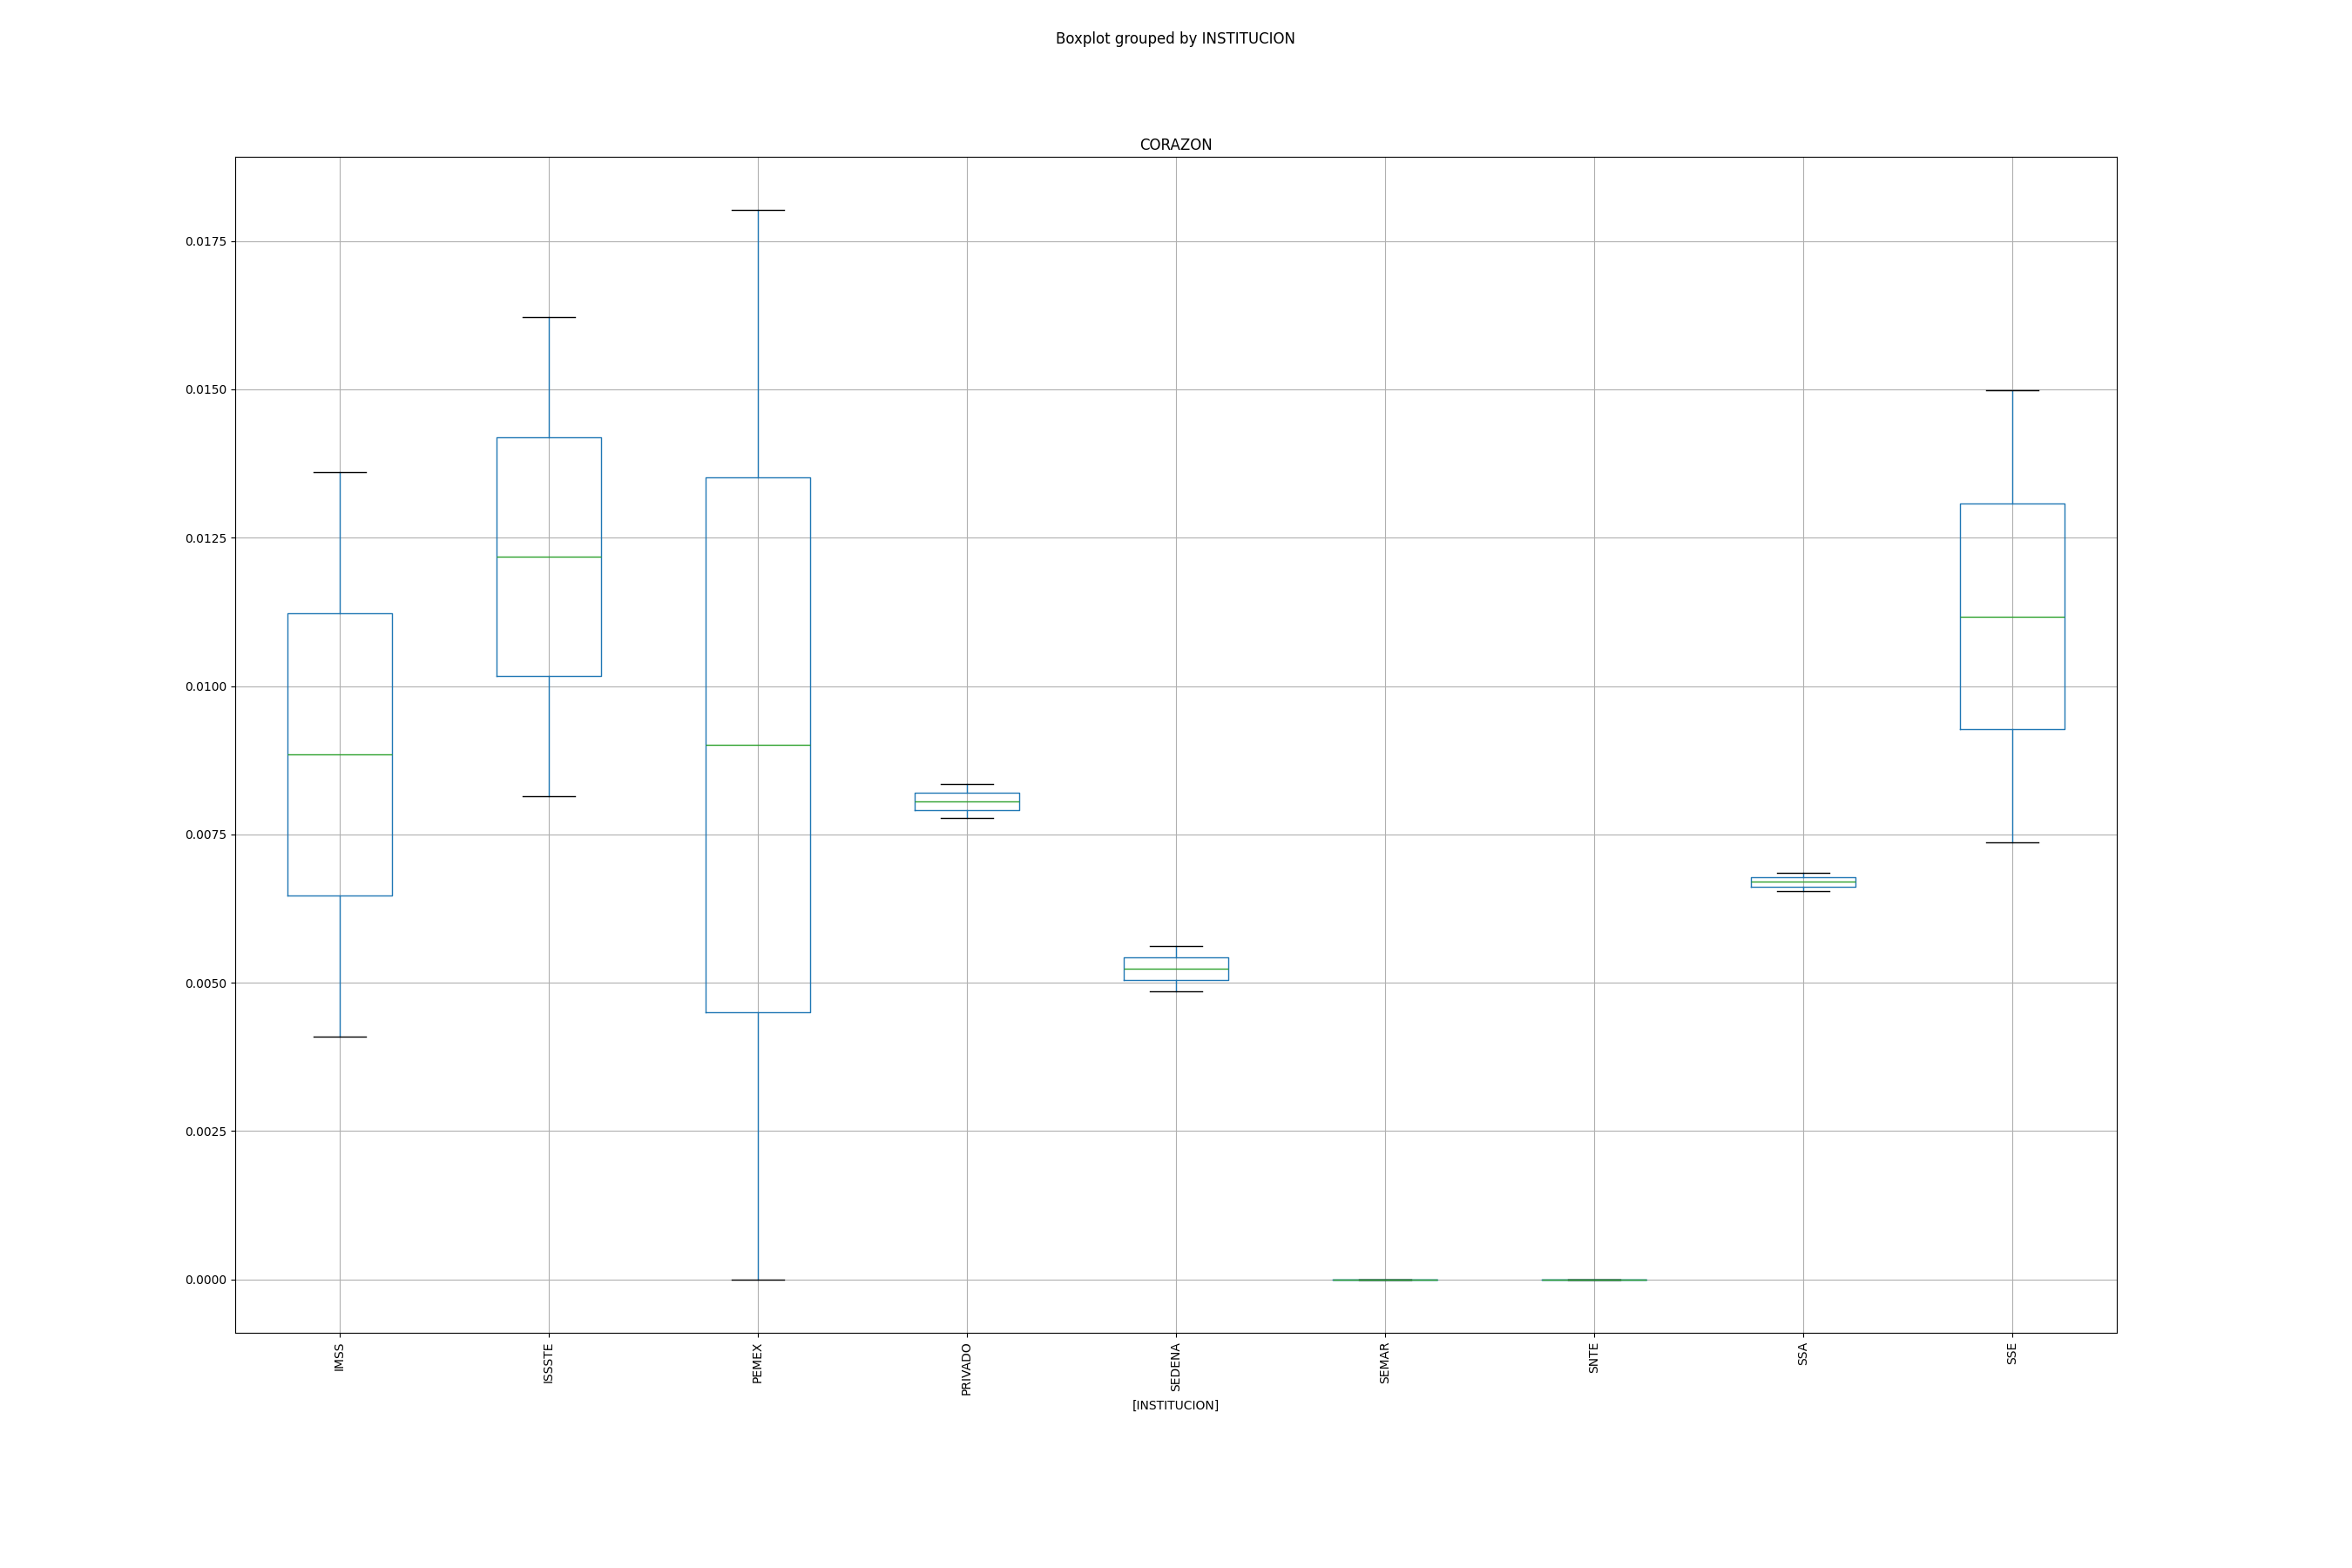 Boxplot grouped by INSTITUCION
CORAZON
0.0175
0.0150
0.0125
0.0100
0.0075
0.0050
0.0025
0.0000
IMSS
ISSSTE
PEMEX
PRIVADO
SEDENA
SEMAR
SNTE
SSA
SSE
[INSTITUCION]